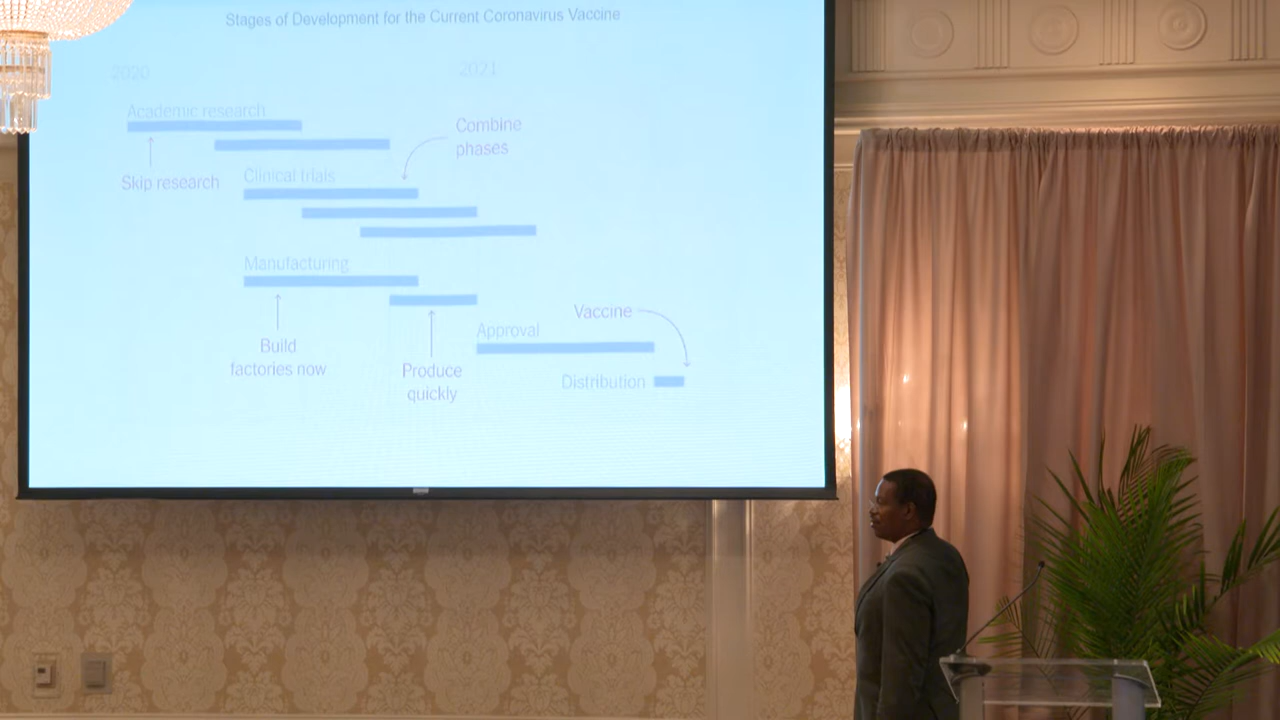 Stages of Development for the Current Coronavirus Vaccine
2020
2021
Academic research
Combine
phases
Skip research
Clinical trials
Manufacturing
Vaccine
Approval
Build
factories now
Produce
quickly
Distribution